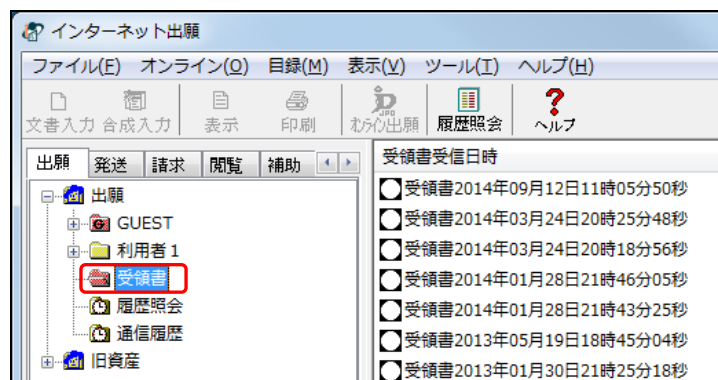 インターネット出願
ファイル(F) オンライン(O) 目録(M) 表示(V) ツール(T) ヘルプ(H)
文書入力 合成入力 表示 印刷 オンライン出願 履歴照会 ヘルプ
出願 発送 請求 閲覧 補助
出願
GUEST
利用者1
受領書
履歴照会
通信履歴
旧資産
受領書受信日時
受領書2014年09月12日11時05分50秒
受領書2014年03月24日20時25分48秒
受領書2014年03月24日20時18分56秒
受領書2014年01月28日21時46分05秒
受領書2014年01月28日21時43分25秒
受領書2013年05月19日18時45分04秒
受領書2013年01月30日21時25分18秒